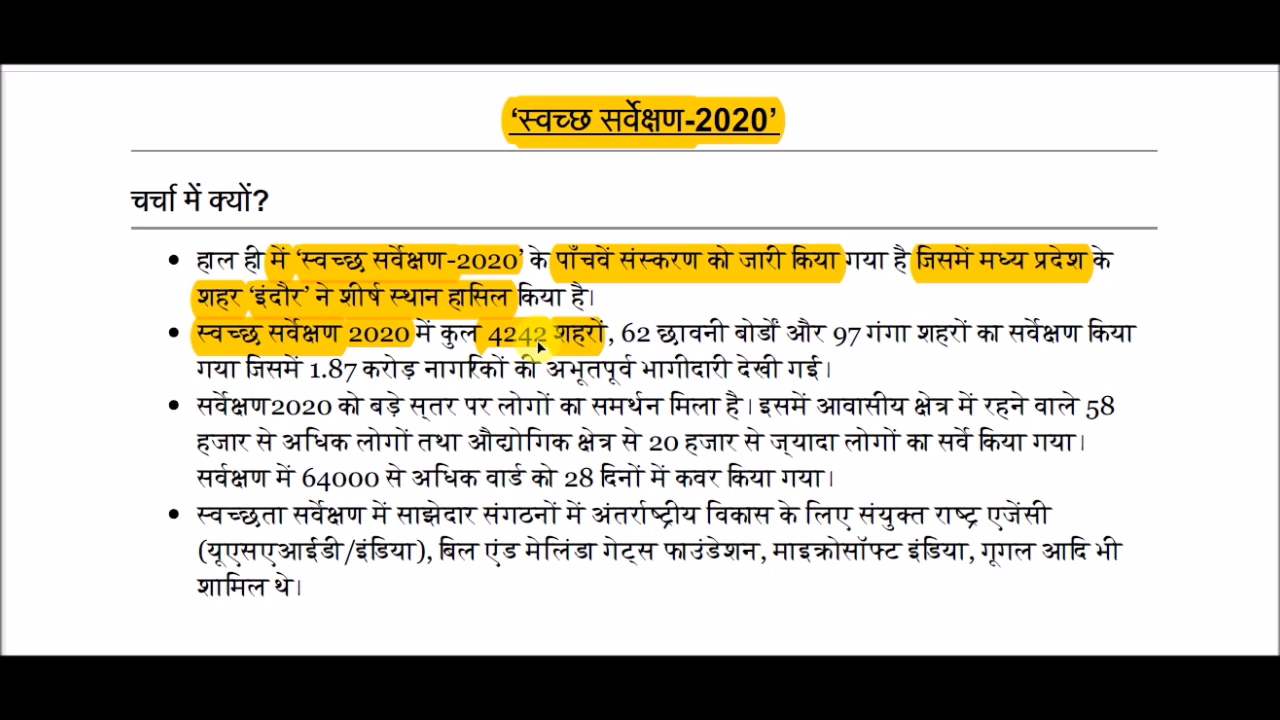 ‘स्वच्छ सर्वेक्षण-2020’
चर्चा में क्यों?
• हाल ही में ‘स्वच्छ सर्वेक्षण-2020’ के पाँचवें संस्करण को जारी किया गया है जिसमें मध्य प्रदेश के
शहर ‘इंदौर’ ने शीर्ष स्थान हासिल किया है।
• स्वच्छ सर्वेक्षण 2020 में कुल 4242 शहरों, 62 छावनी बोर्डों और 97 गंगा शहरों का सर्वेक्षण किया
गया जिसमें 1.87 करोड़ नागरिकों की अभूतपूर्व भागीदारी देखी गई।
• सर्वेक्षण2020 को बड़े स्तर पर लोगों का समर्थन मिला है। इसमें आवासीय क्षेत्र में रहने वाले 58
हजार से अधिक लोगों तथा औद्योगिक क्षेत्र से 20 हजार से ज्यादा लोगों का सर्वे किया गया।
सर्वक्षण में 64000 से अधिक वार्ड को 28 दिनों में कवर किया गया।
• स्वच्छता सर्वेक्षण में साझेदार संगठनों में अंतर्राष्ट्रीय विकास के लिए संयुक्त राष्ट्र एजेंसी
(यूएसएआईडी/इंडिया), बिल एंड मेलिंडा गेट्स फाउंडेशन, माइक्रोसॉफ्ट इंडिया, गूगल आदि भी
शामिल थे।